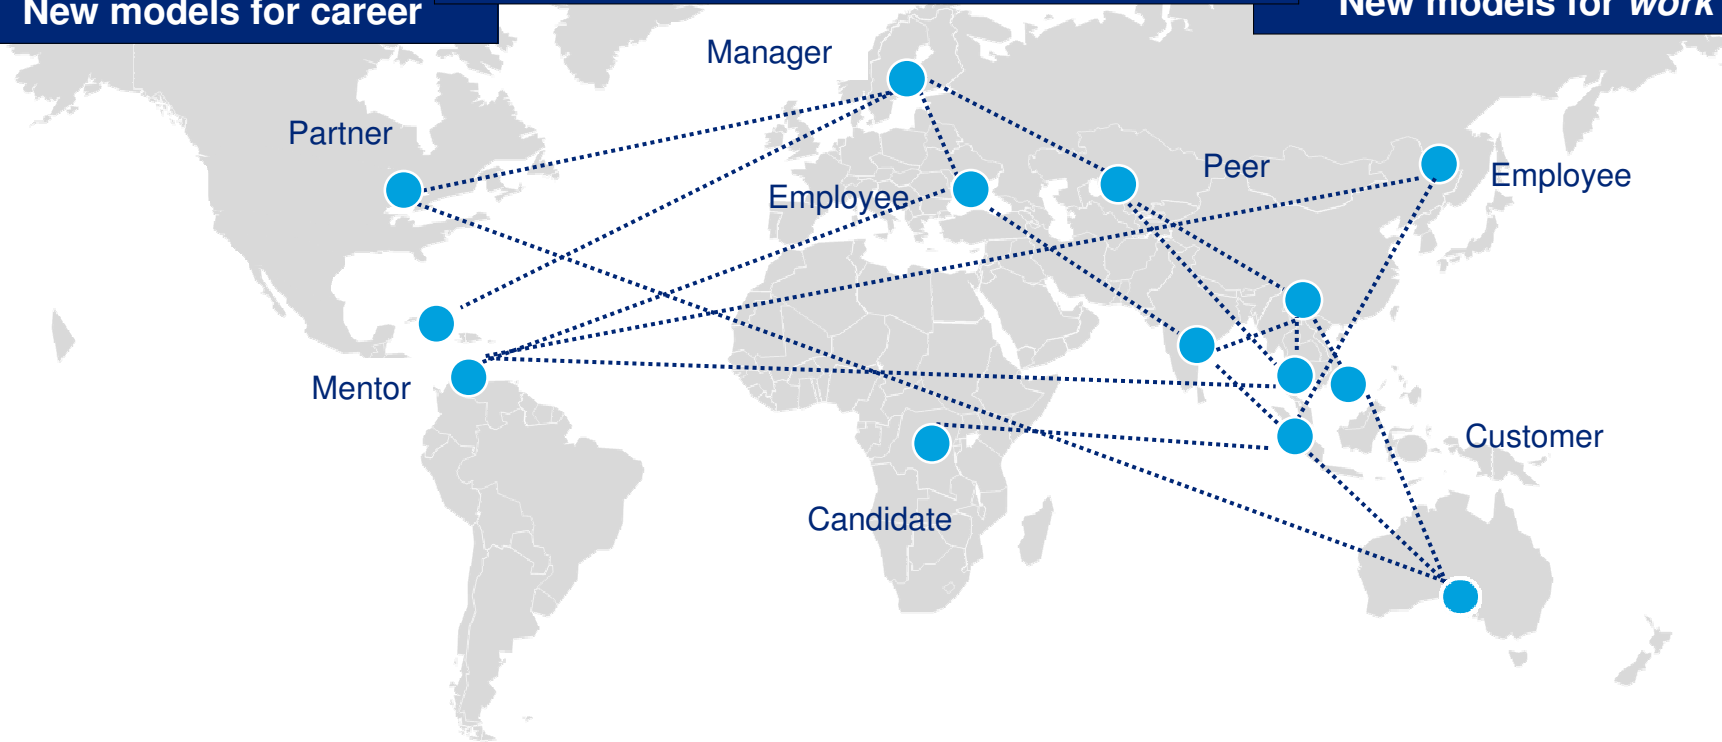 New models for career
New models for work
Manager
Partner
Peer
Employee
Employee
Mentor
Customer
Candidate